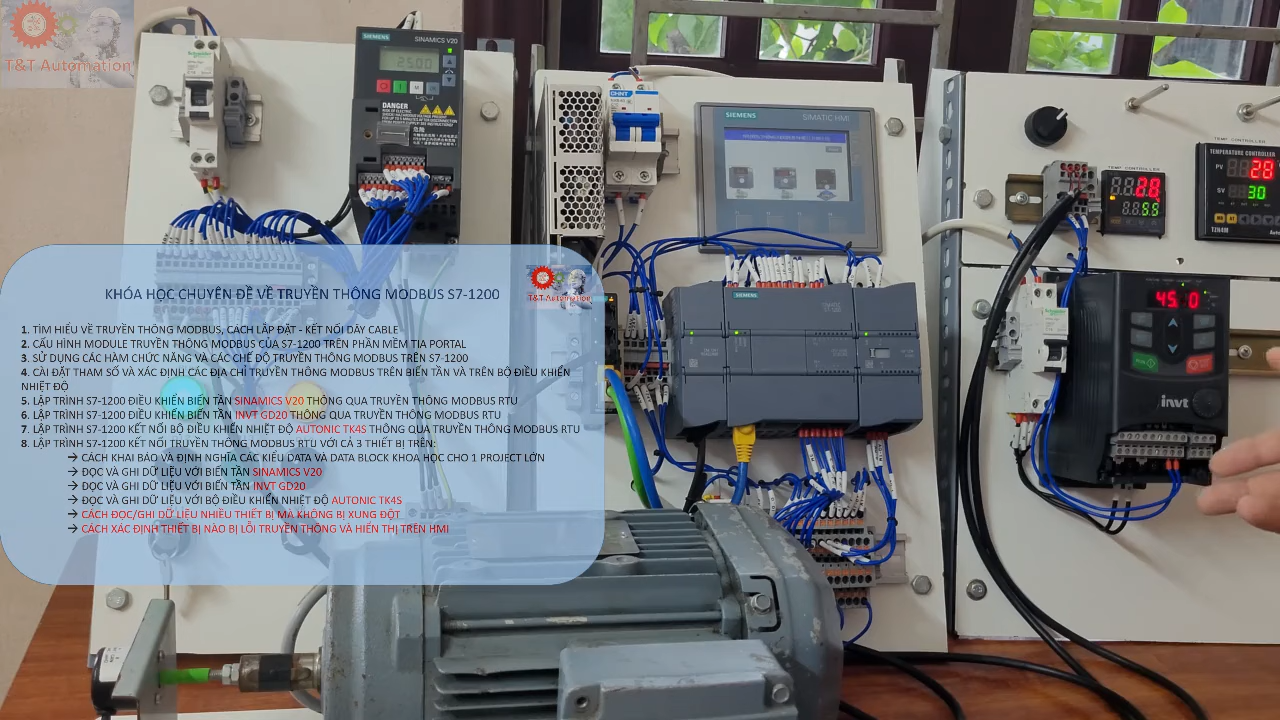 T&T Automation
SIEMENS
SINAMICS V20
25.00
DANGER
CHNT
SIEMENS
SIMATIC HMI
TEMP CONTROLLER
28
55
TEMP CONTROLLER
TEMPERATURE CONTROLLER
PV 28
SV 30
TZN4M
45.0
invt
SIEMENS
T&T Automation
KHÓA HỌC CHUYÊN ĐỀ VỀ TRUYỀN THÔNG MODBUS S7-1200
1. TÌM HIỂU VỀ TRUYỀN THÔNG MODBUS, CÁCH LẮP ĐẶT - KẾT NỐI DÂY CABLE
2. CẤU HÌNH MODULE TRUYỀN THÔNG MODBUS CỦA S7-1200 TRÊN PHẦN MỀM TIA PORTAL
3. SỬ DỤNG CÁC HÀM CHỨC NĂNG VÀ CÁC CHẾ ĐỘ TRUYỀN THÔNG MODBUS TRÊN S7-1200
4. CÀI ĐẶT THAM SỐ VÀ XÁC ĐỊNH CÁC ĐỊA CHỈ TRUYỀN THÔNG MODBUS TRÊN BIẾN TẦN VÀ TRÊN BỘ ĐIỀU KHIỂN
NHIỆT ĐỘ
5. LẬP TRÌNH S7-1200 ĐIỀU KHIỂN BIẾN TẦN SINAMICS V20 THÔNG QUA TRUYỀN THÔNG MODBUS RTU
6. LẬP TRÌNH S7-1200 ĐIỀU KHIỂN BIẾN TẦN INVT GD20 THÔNG QUA TRUYỀN THÔNG MODBUS RTU
7. LẬP TRÌNH S7-1200 KẾT NỐI BỘ ĐIỀU KHIỂN NHIỆT ĐỘ AUTONIC TK4S THÔNG QUA TRUYỀN THÔNG MODBUS RTU
8. LẬP TRÌNH S7-1200 KẾT NỐI TRUYỀN THÔNG MODBUS RTU VỚI CẢ 3 THIẾT BỊ TRÊN:
→ CÁCH KHAI BÁO VÀ ĐỊNH NGHĨA CÁC KIỂU DATA VÀ DATA BLOCK KHOA HỌC CHO 1 PROJECT LỚN
→ ĐỌC VÀ GHI DỮ LIỆU VỚI BIẾN TẦN SINAMICS V20
→ ĐỌC VÀ GHI DỮ LIỆU VỚI BIẾN TẦN INVT GD20
→ ĐỌC VÀ GHI DỮ LIỆU VỚI BỘ ĐIỀU KHIỂN NHIỆT ĐỘ AUTONIC TK4S
→ CÁCH ĐỌC/GHI DỮ LIỆU NHIỀU THIẾT BỊ MÀ KHÔNG BỊ XUNG ĐỘT
→ CÁCH XÁC ĐỊNH THIẾT BỊ NÀO BỊ LỖI TRUYỀN THÔNG VÀ HIỂN THỊ TRÊN HMI